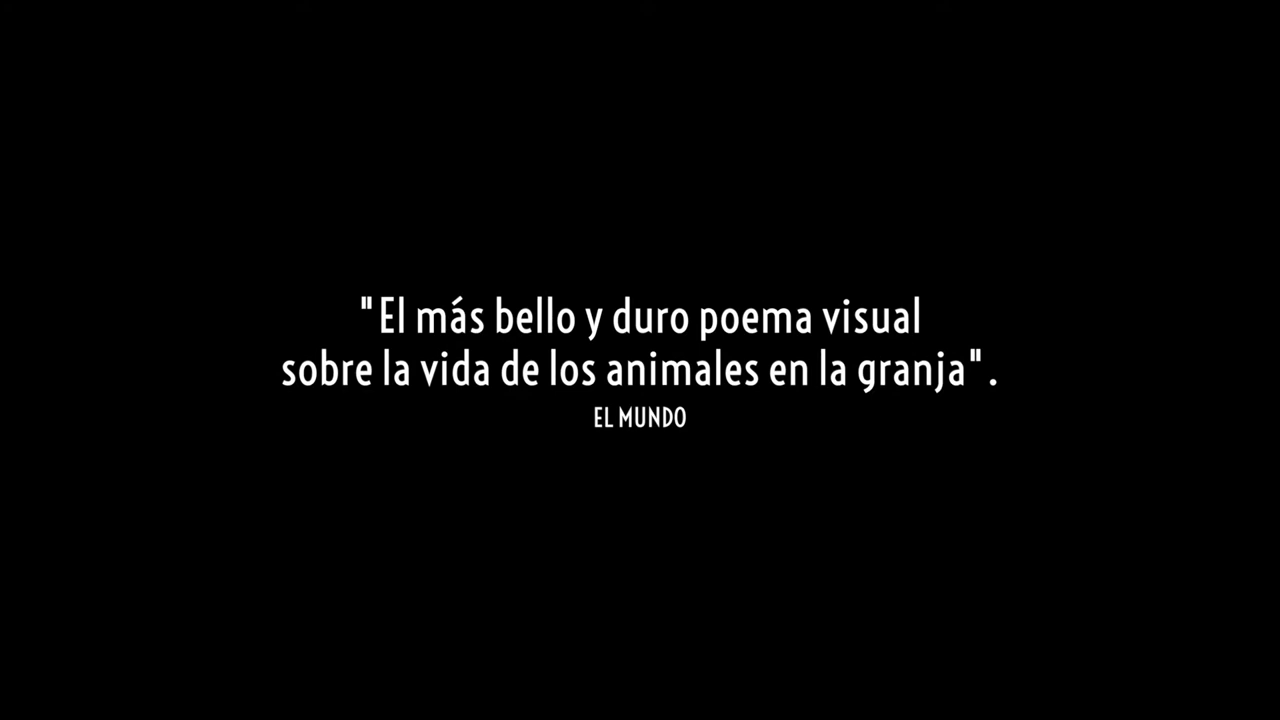 "El más bello y duro poema visual
sobre la vida de los animales en la granja".
EL MUNDO